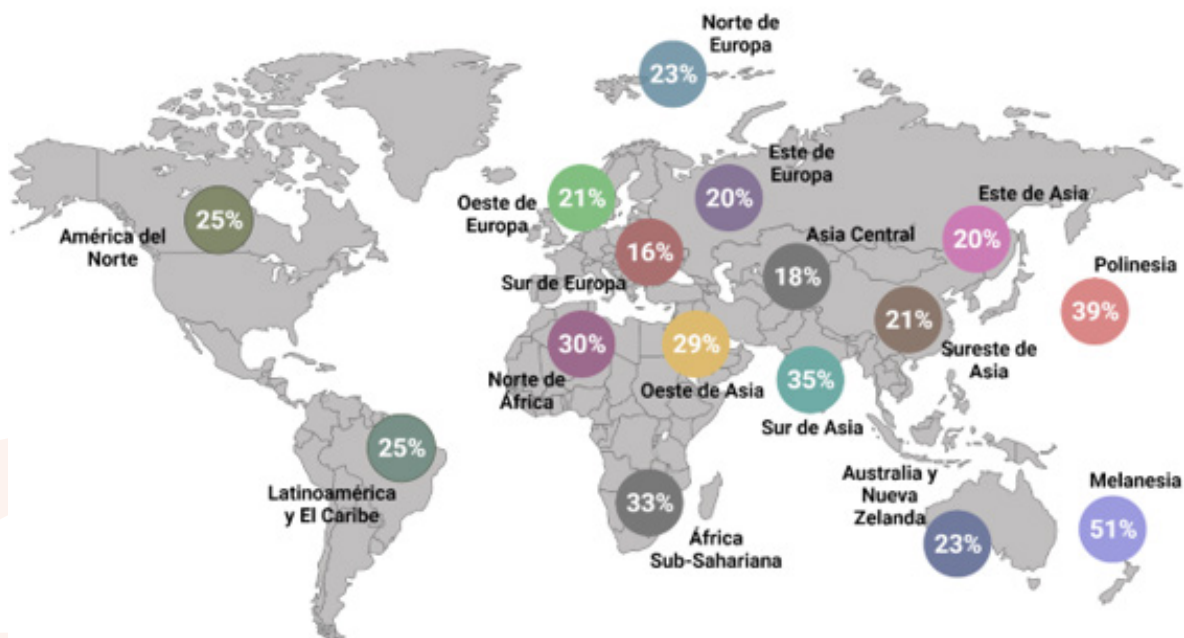 Norte de
Europa
23%
Este de
Europa
20%
Oeste de
Europa
21%
Este de Asia
20%
América del
Norte
25%
Sur de Europa
16%
Asia Central
18%
Polinesia
39%
Norte de
África
30%
Oeste de Asia
29%
Sur de Asia
35%
Sureste de
Asia
21%
Latinoamérica
y El Caribe
25%
África
Sub-Sahariana
33%
Australia y
Nueva
Zelanda
23%
Melanesia
51%